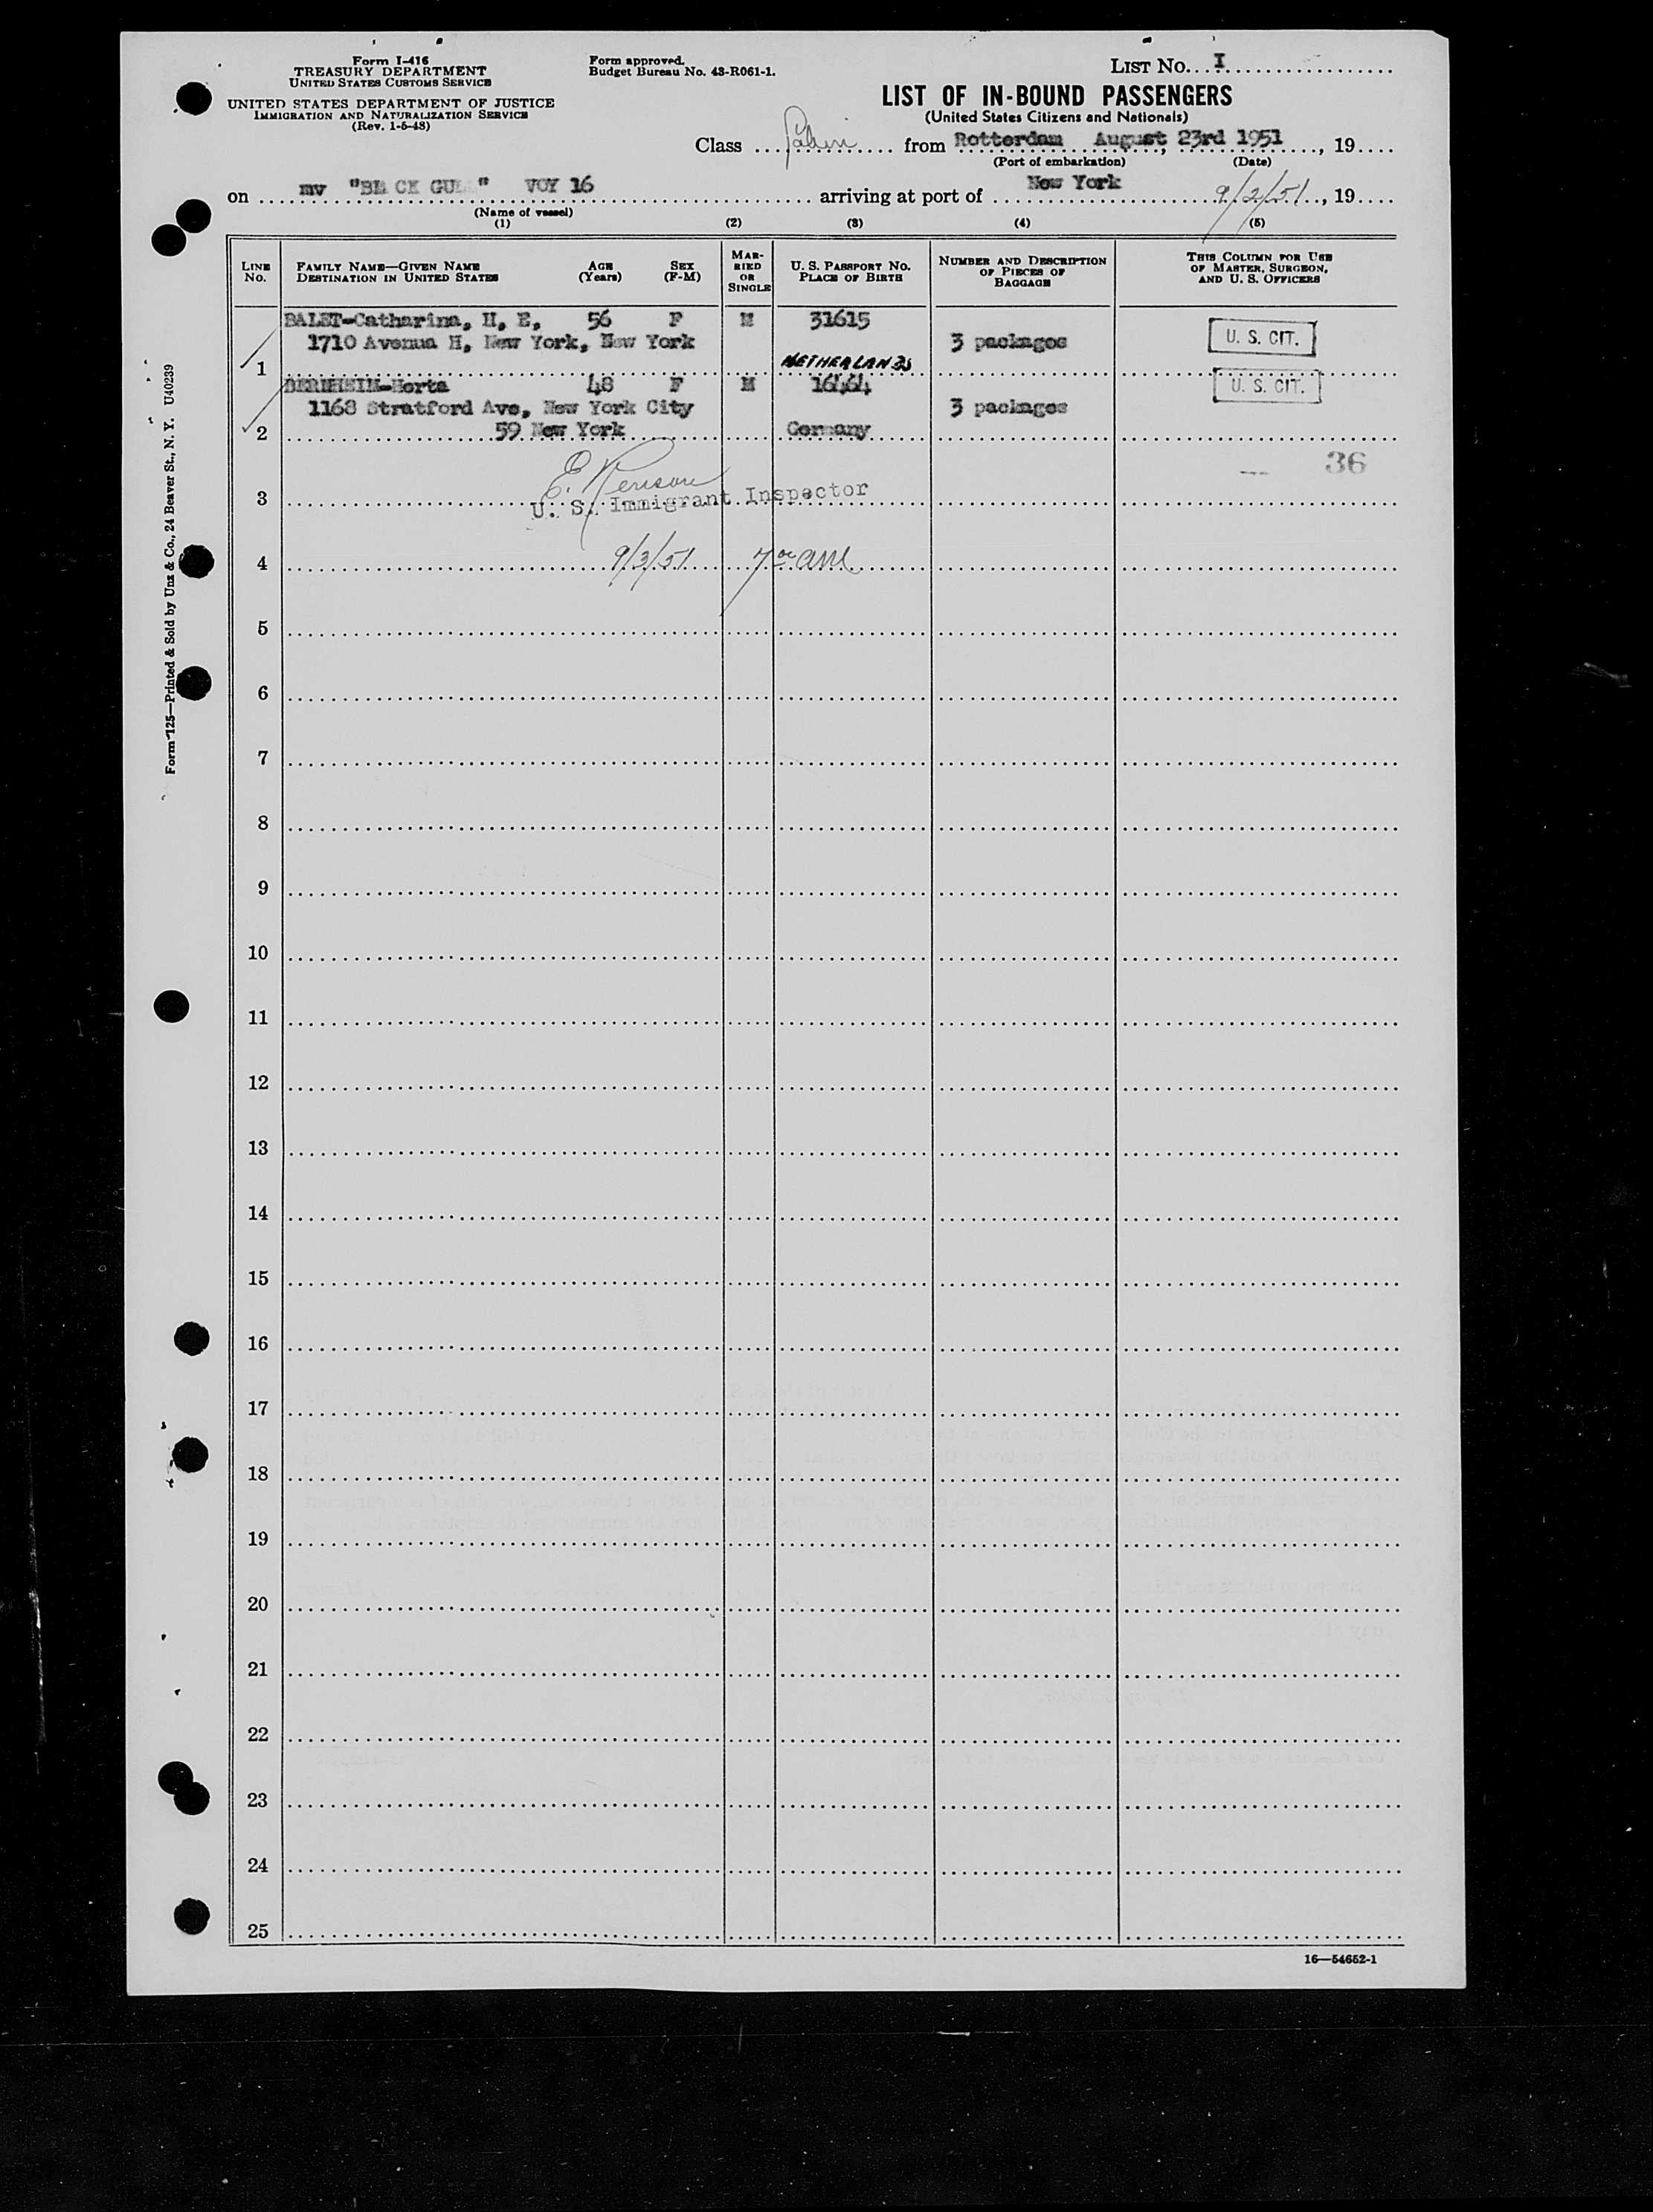 Form I-416
TREASURY DEPARTMENT
UNITED STATES CUSTOMS SERVICE
UNITED STATES DEPARTMENT OF JUSTICE
IMMIGRATION AND NATURALIZATION SERVICE
(Rev. 1-5-48)
Form approved.
Budget Bureau No. 43-R061-1.
LIST NO. I
LIST OF IN-BOUND PASSENGERS
(United States Citizens and Nationals)
Class from Rotterdam August 23rd 1951, 19
(Port of embarkation) (Date)
on mv "BLACK GULL" VOY 16 arriving at port of New York 9/2/51, 19
(Name of vessel)
(1) (2) (3) (4) (5)
LINE NO.
FAMILY NAME—GIVEN NAME
DESTINATION IN UNITED STATES
AGE (Years)
SEX (F-M)
MARRIED OR SINGLE
U. S. PASSPORT NO.
PLACE OF BIRTH
NUMBER AND DESCRIPTION OF PIECES OF BAGGAGE
THIS COLUMN FOR USE OF MASTER, SURGEON, AND U. S. OFFICERS
BALET-Catharina, H, E, 56 F M 31615
1710 Avenua H, New York, New York 3 packages U. S. CIT.
1 NETHERLANDS
BERNHEIM-Herta 48 F M 16464 U. S. CIT.
1168 Stratford Ave, New York City 3 packages
2 59 New York Germany
36
3 U. S. Immigrant Inspector
4 9/3/51 7 00 AM
5
6
7
8
9
10
11
12
13
14
15
16
17
18
19
20
21
22
23
24
25
16—54652-1
Form 125—Printed & Sold by Unz & Co., 24 Beaver St., N. Y. U40239